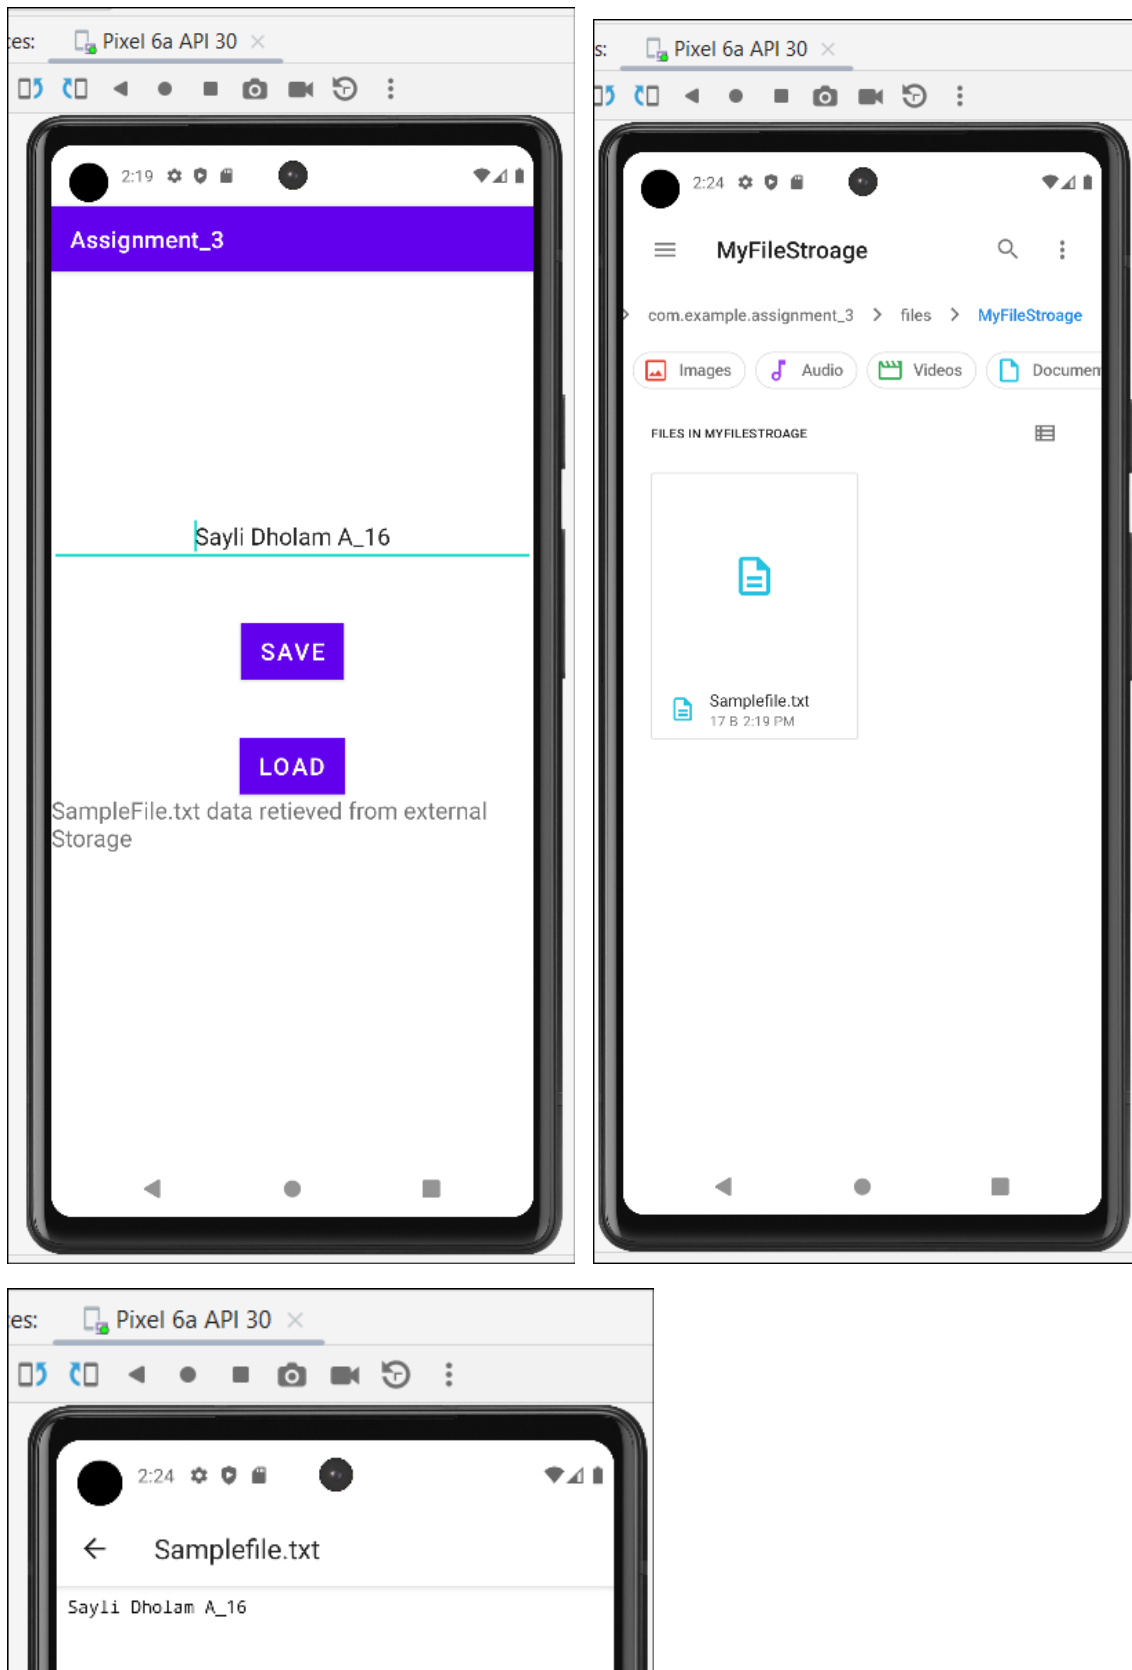 es:
Pixel 6a API 30
2:19
Assignment_3
Sayli Dholam A_16
SAVE
LOAD
SampleFile.txt data retieved from external
Storage
s:
Pixel 6a API 30
2:24
MyFileStroage
com.example.assignment_3 > files > MyFileStroage
Images Audio Videos Documen
FILES IN MYFILESTROAGE
Samplefile.txt
17 B 2:19 PM
es:
Pixel 6a API 30
2:24
Samplefile.txt
Sayli Dholam A_16